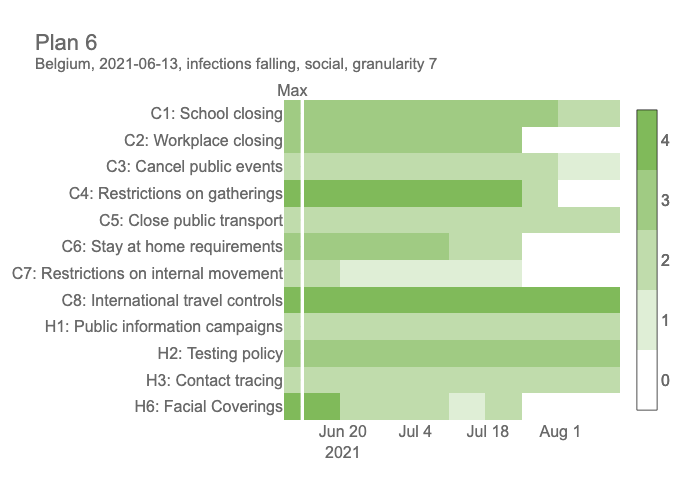 Plan 6
Belgium, 2021-06-13, infections falling, social, granularity 7
Max
C1: School closing
C2: Workplace closing
C3: Cancel public events
C4: Restrictions on gatherings
C5: Close public transport
C6: Stay at home requirements
C7: Restrictions on internal movement
C8: International travel controls
H1: Public information campaigns
H2: Testing policy
H3: Contact tracing
H6: Facial Coverings
Jun 20 Jul 4 Jul 18 Aug 1
2021
4
3
2
1
0